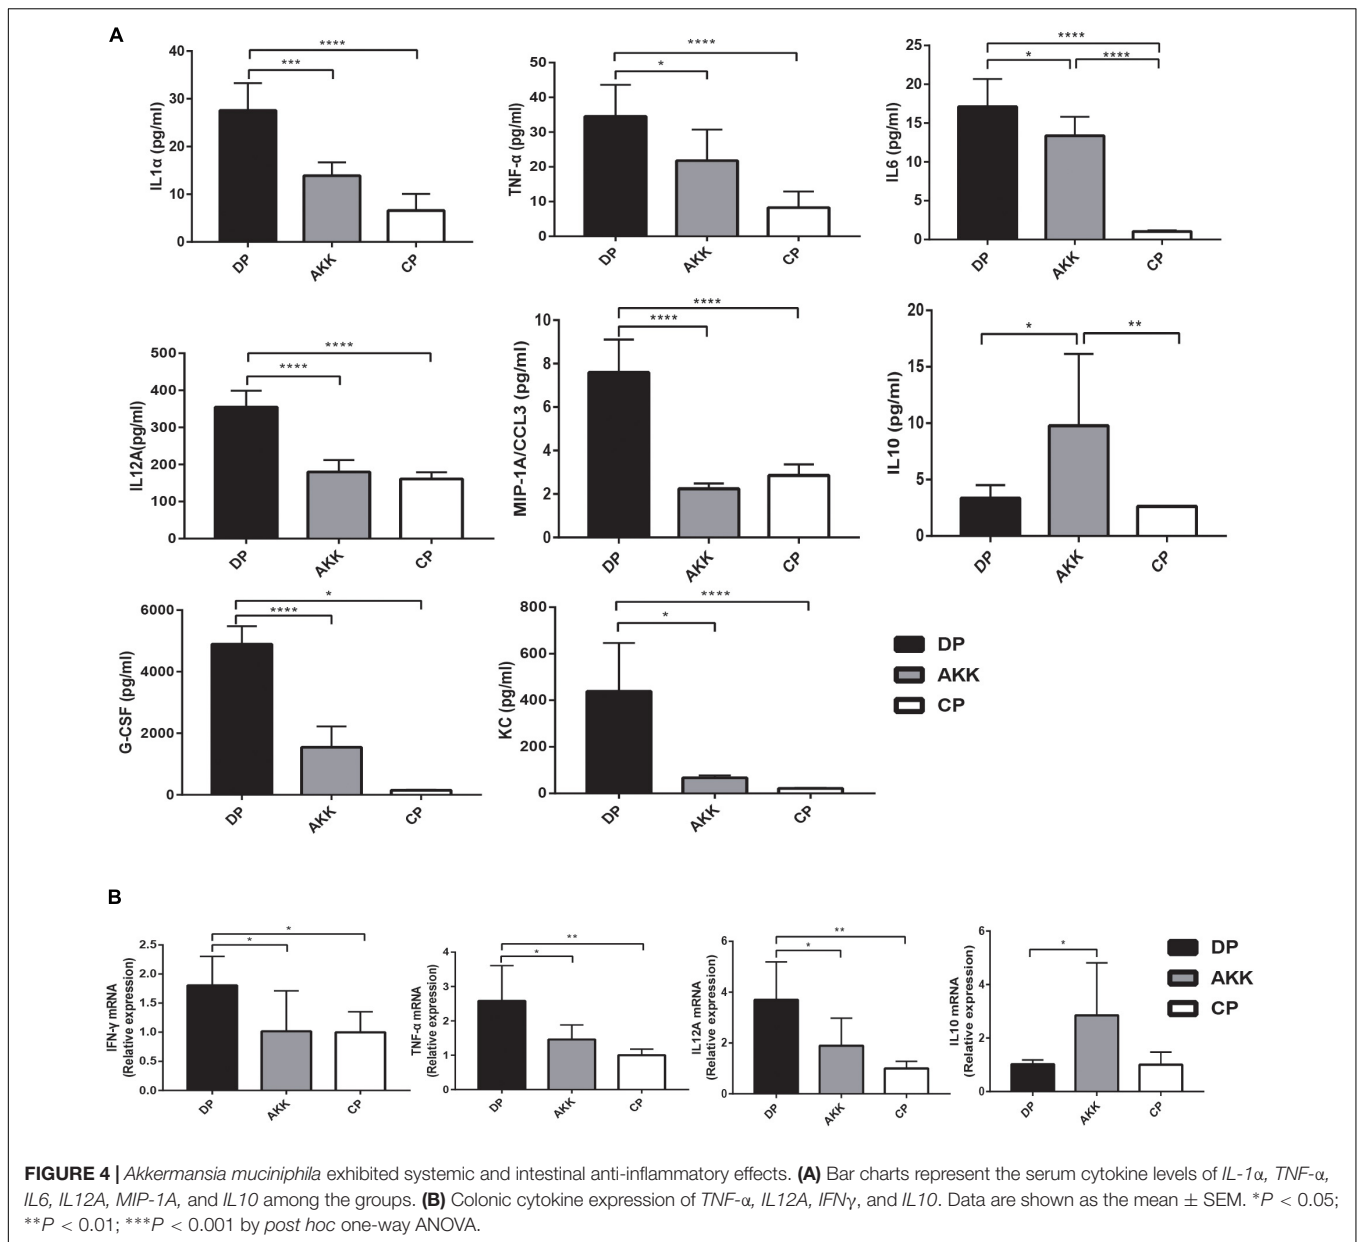 A
IL1α (pg/ml)
40
30
20
10
0
****
***
DP
AKK
CP
TNF-α (pg/ml)
50
40
30
20
10
0
****
*
DP
AKK
CP
IL6 (pg/ml)
25
20
15
10
5
0
****
*
****
DP
AKK
CP
IL12A(pg/ml)
500
400
300
200
100
0
****
****
DP
AKK
CP
MIP-1A/CCL3 (pg/ml)
10
8
6
4
2
0
****
****
DP
AKK
CP
IL10 (pg/ml)
20
15
10
5
0
*
**
DP
AKK
CP
G-CSF (pg/ml)
6000
4000
2000
0
*
****
DP
AKK
CP
KC (pg/ml)
800
600
400
200
0
****
*
DP
AKK
CP
DP
AKK
CP
B
IFN-γ mRNA
(Relative expression)
2.5
2.0
1.5
1.0
0.5
0.0
*
*
DP
AKK
CP
TNF-α mRNA
(Relative expression)
4
3
2
1
0
**
*
DP
AKK
CP
IL12A mRNA
(Relative expression)
6
4
2
0
**
*
DP
AKK
CP
IL10 mRNA
(Relative expression)
6
4
2
0
*
DP
AKK
CP
DP
AKK
CP
FIGURE 4 | Akkermansia muciniphila exhibited systemic and intestinal anti-inflammatory effects. (A) Bar charts represent the serum cytokine levels of IL-1α, TNF-α,
IL6, IL12A, MIP-1A, and IL10 among the groups. (B) Colonic cytokine expression of TNF-α, IL12A, IFNγ, and IL10. Data are shown as the mean ± SEM. *P < 0.05;
**P < 0.01; ***P < 0.001 by post hoc one-way ANOVA.